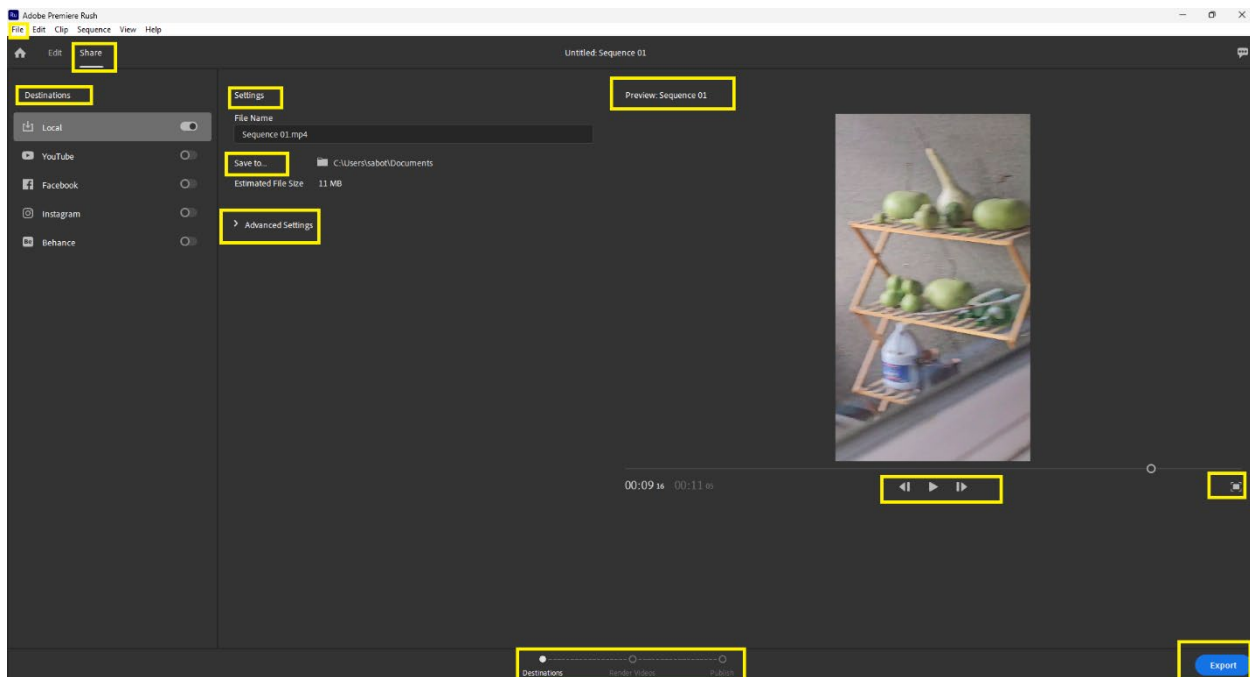 Ru Adobe Premiere Rush
File Edit Clip Sequence View Help
Edit Share Untitled: Sequence 01
Destinations
Local
YouTube
Facebook
Instagram
Be Behance
Settings
File Name
Sequence 01.mp4
Save to... C:\Users\sabot\Documents
Estimated File Size 11 MB
Advanced Settings
Preview: Sequence 01
00:09 16 00:11 05
Destinations Render Videos Publish
Export